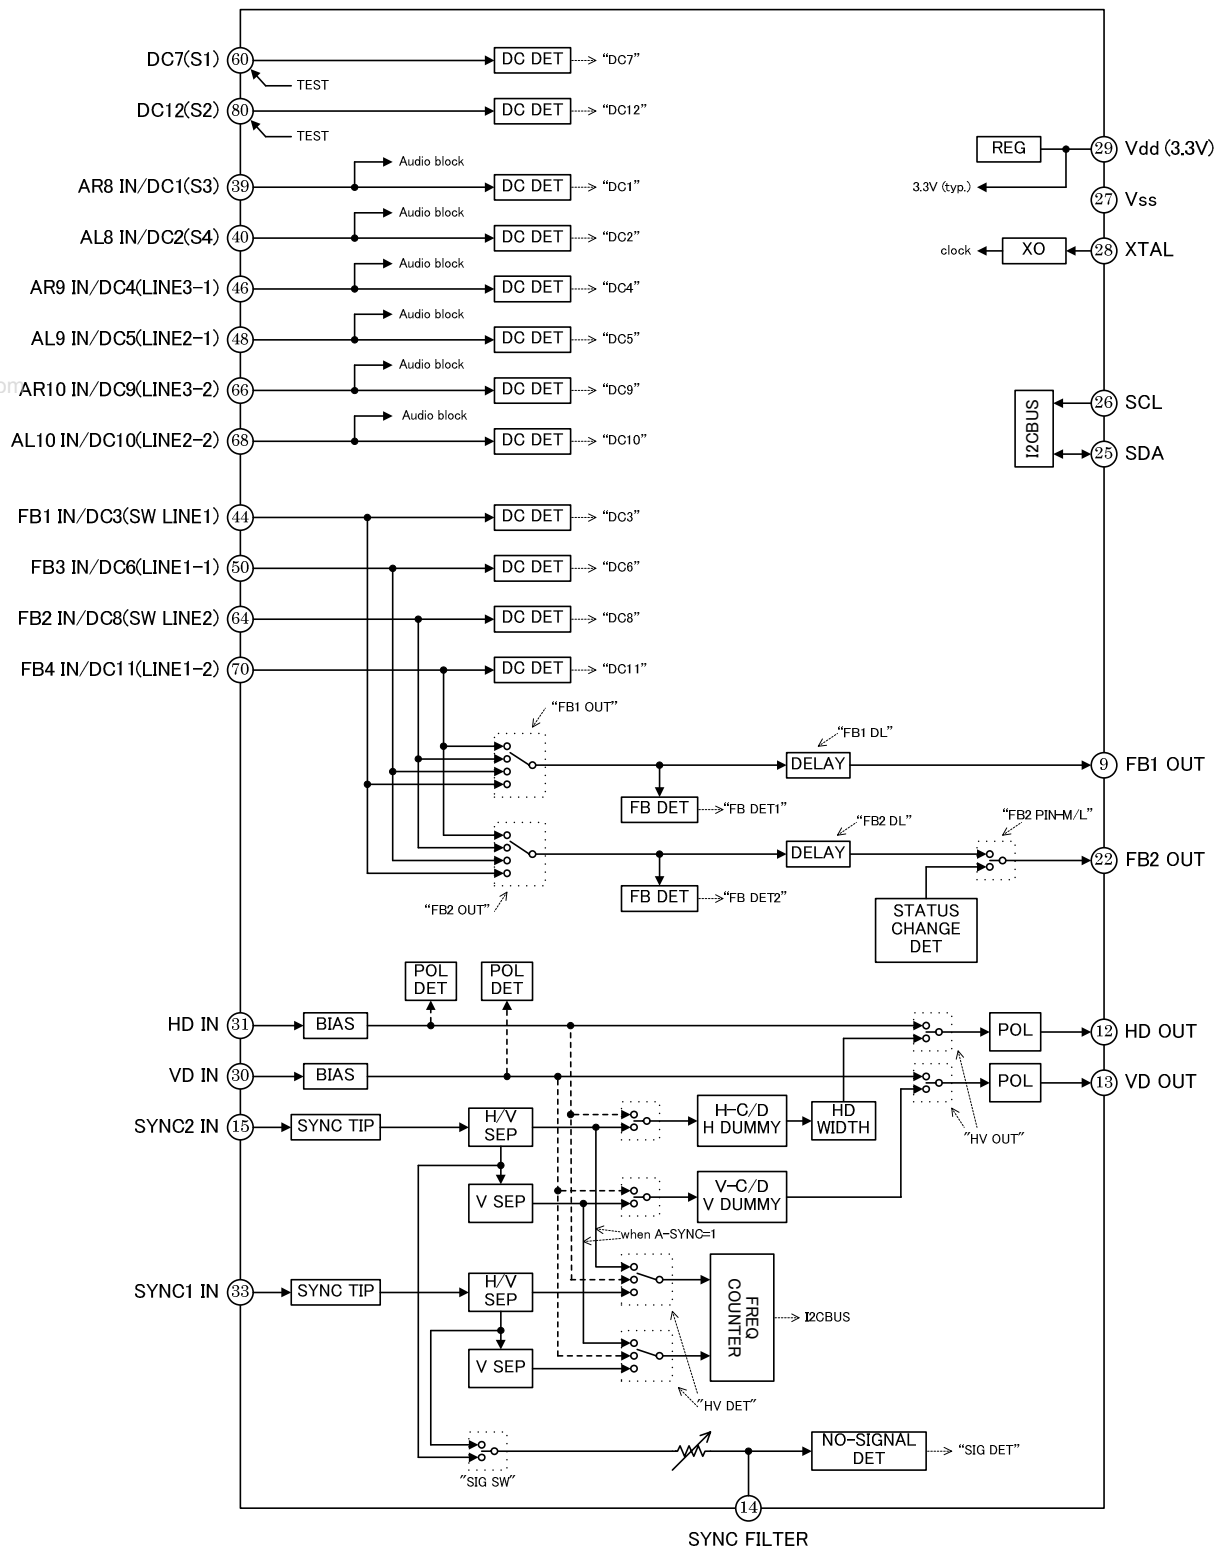 DC7(S1) 60 DC DET "DC7"
TEST
DC12(S2) 80 DC DET "DC12"
TEST
REG 29 Vdd (3.3V)
Audio block
AR8 IN/DC1(S3) 39 DC DET "DC1"
3.3V (typ.)
27 Vss
Audio block
AL8 IN/DC2(S4) 40 DC DET "DC2"
clock XO 28 XTAL
Audio block
AR9 IN/DC4(LINE3-1) 46 DC DET "DC4"
Audio block
AL9 IN/DC5(LINE2-1) 48 DC DET "DC5"
Audio block
om
AR10 IN/DC9(LINE3-2) 66 DC DET "DC9"
I2CBUS
26 SCL
Audio block
AL10 IN/DC10(LINE2-2) 68 DC DET "DC10"
25 SDA
FB1 IN/DC3(SW LINE1) 44 DC DET "DC3"
FB3 IN/DC6(LINE1-1) 50 DC DET "DC6"
FB2 IN/DC8(SW LINE2) 64 DC DET "DC8"
FB4 IN/DC11(LINE1-2) 70 DC DET "DC11"
"FB1 OUT"
"FB1 DL"
DELAY 9 FB1 OUT
FB DET "FB DET1"
"FB2 DL"
"FB2 PIN-M/L"
DELAY 22 FB2 OUT
FB DET "FB DET2"
"FB2 OUT"
STATUS
CHANGE
DET
POL
DET
POL
DET
HD IN 31 BIAS
POL 12 HD OUT
VD IN 30 BIAS
POL 13 VD OUT
SYNC2 IN 15 SYNC TIP
H/V
SEP
H-C/D
H DUMMY
HD
WIDTH
"HV OUT"
V SEP
V-C/D
V DUMMY
when A-SYNC=1
SYNC1 IN 33 SYNC TIP
H/V
SEP
FREQ
COUNTER
I2CBUS
V SEP
"HV DET"
"SIG SW"
NO-SIGNAL
DET
"SIG DET"
14
SYNC FILTER